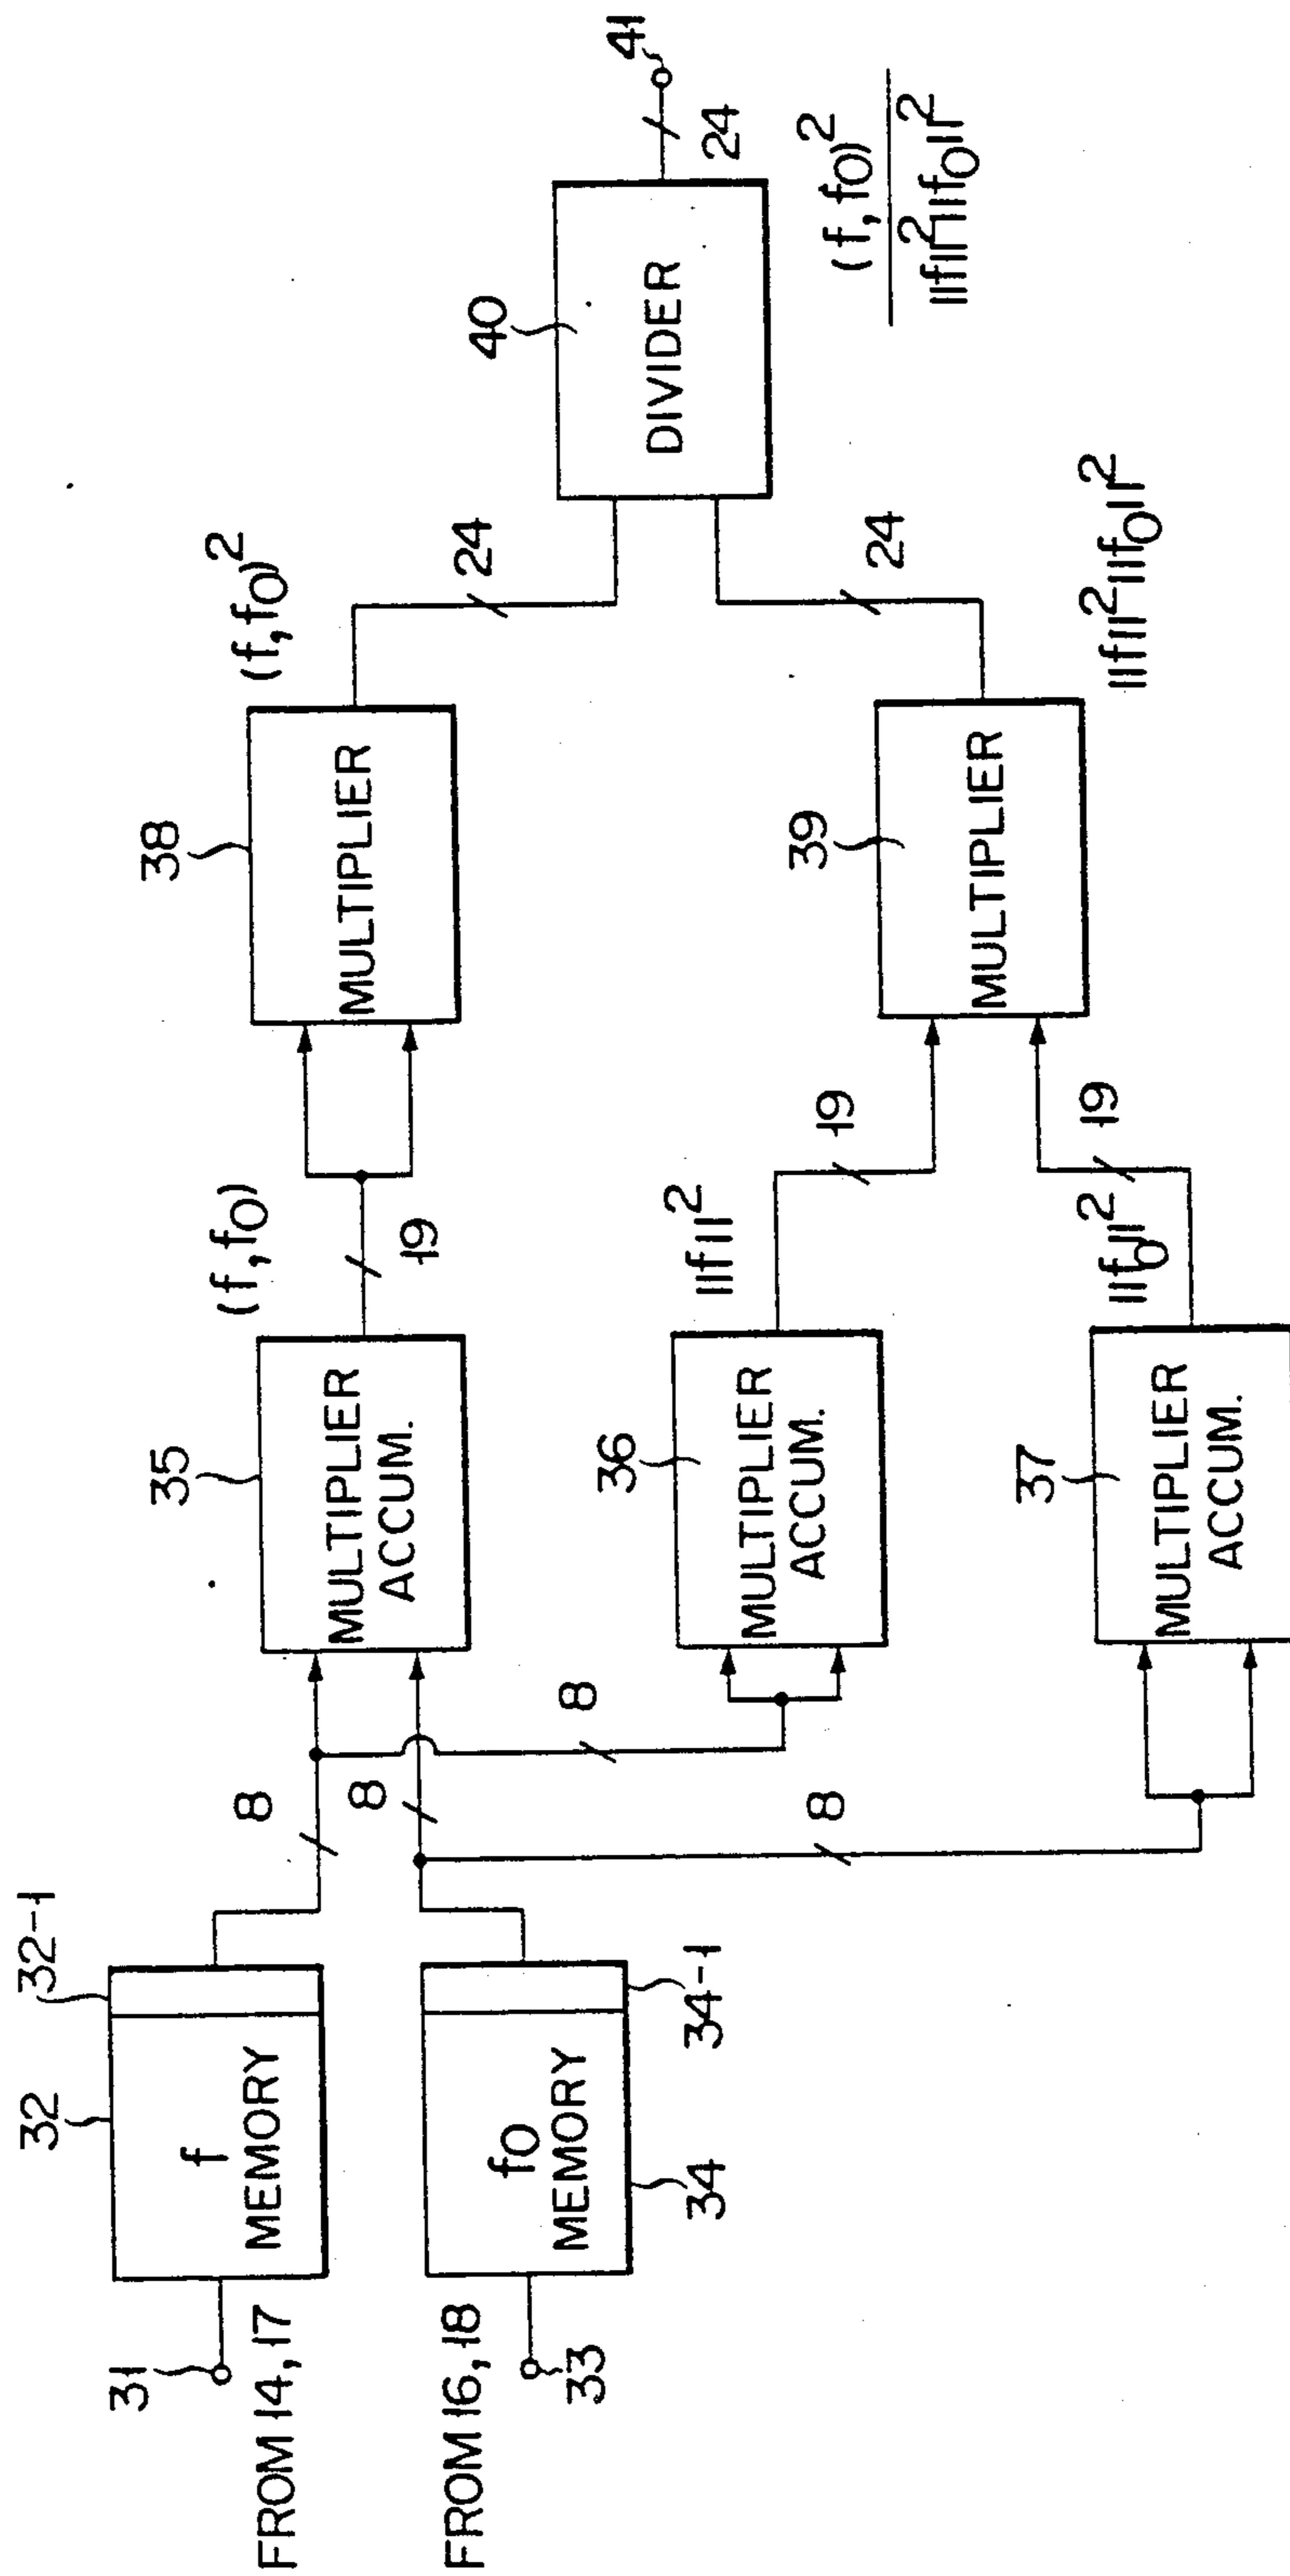 31
FROM 14, 17
32
32-1
f
MEMORY
FROM 16, 18
33
34
34-1
fo
MEMORY
8
8
8
8
35
MULTIPLIER
ACCUM.
(f, f₀)
19
36
MULTIPLIER
ACCUM.
||f||²
19
37
MULTIPLIER
ACCUM.
||f₀||²
19
38
MULTIPLIER
(f, f₀)²
24
39
MULTIPLIER
||f||²||f₀||²
24
40
DIVIDER
24
41
(f, f₀)²
||f||²||f₀||²